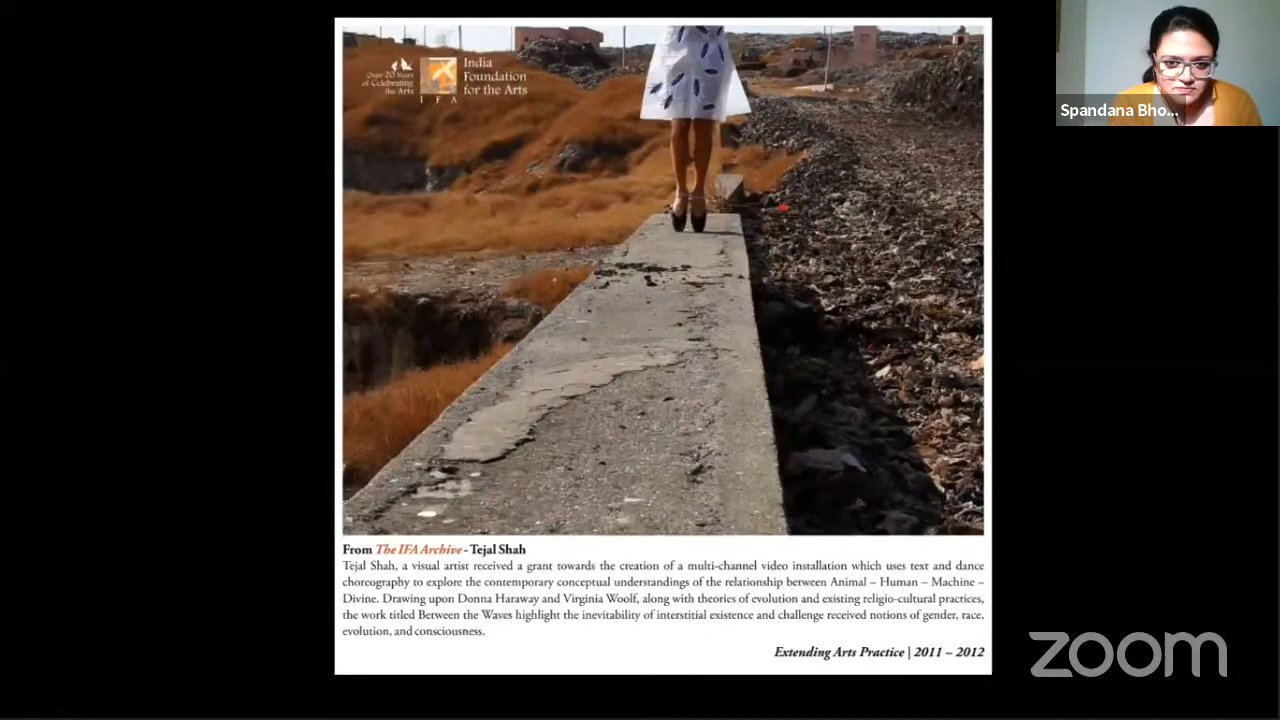 Over 20 Years
of Celebrating
the Arts
I F A
India
Foundation
for the Arts
Spandana Bho...
From The IFA Archive - Tejal Shah
Tejal Shah, a visual artist received a grant towards the creation of a multi-channel video installation which uses text and dance
choreography to explore the contemporary conceptual understandings of the relationship between Animal – Human – Machine –
Divine. Drawing upon Donna Haraway and Virginia Woolf, along with theories of evolution and existing religio-cultural practices,
the work titled Between the Waves highlight the inevitability of interstitial existence and challenge received notions of gender, race,
evolution, and consciousness.
Extending Arts Practice | 2011 – 2012
zoom